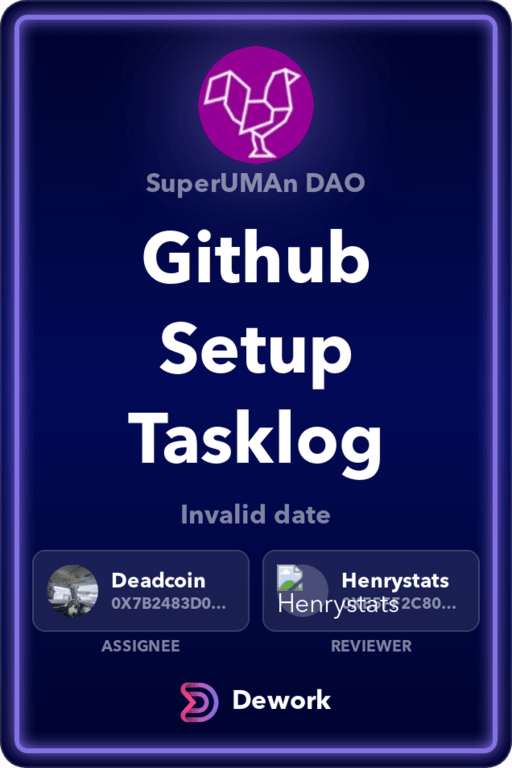 SuperUMAn DAO
Github
Setup
Tasklog
Invalid date
Deadcoin
0X7B2483D0...
ASSIGNEE
Henrystats
Henrystats
REVIEWER
Dework